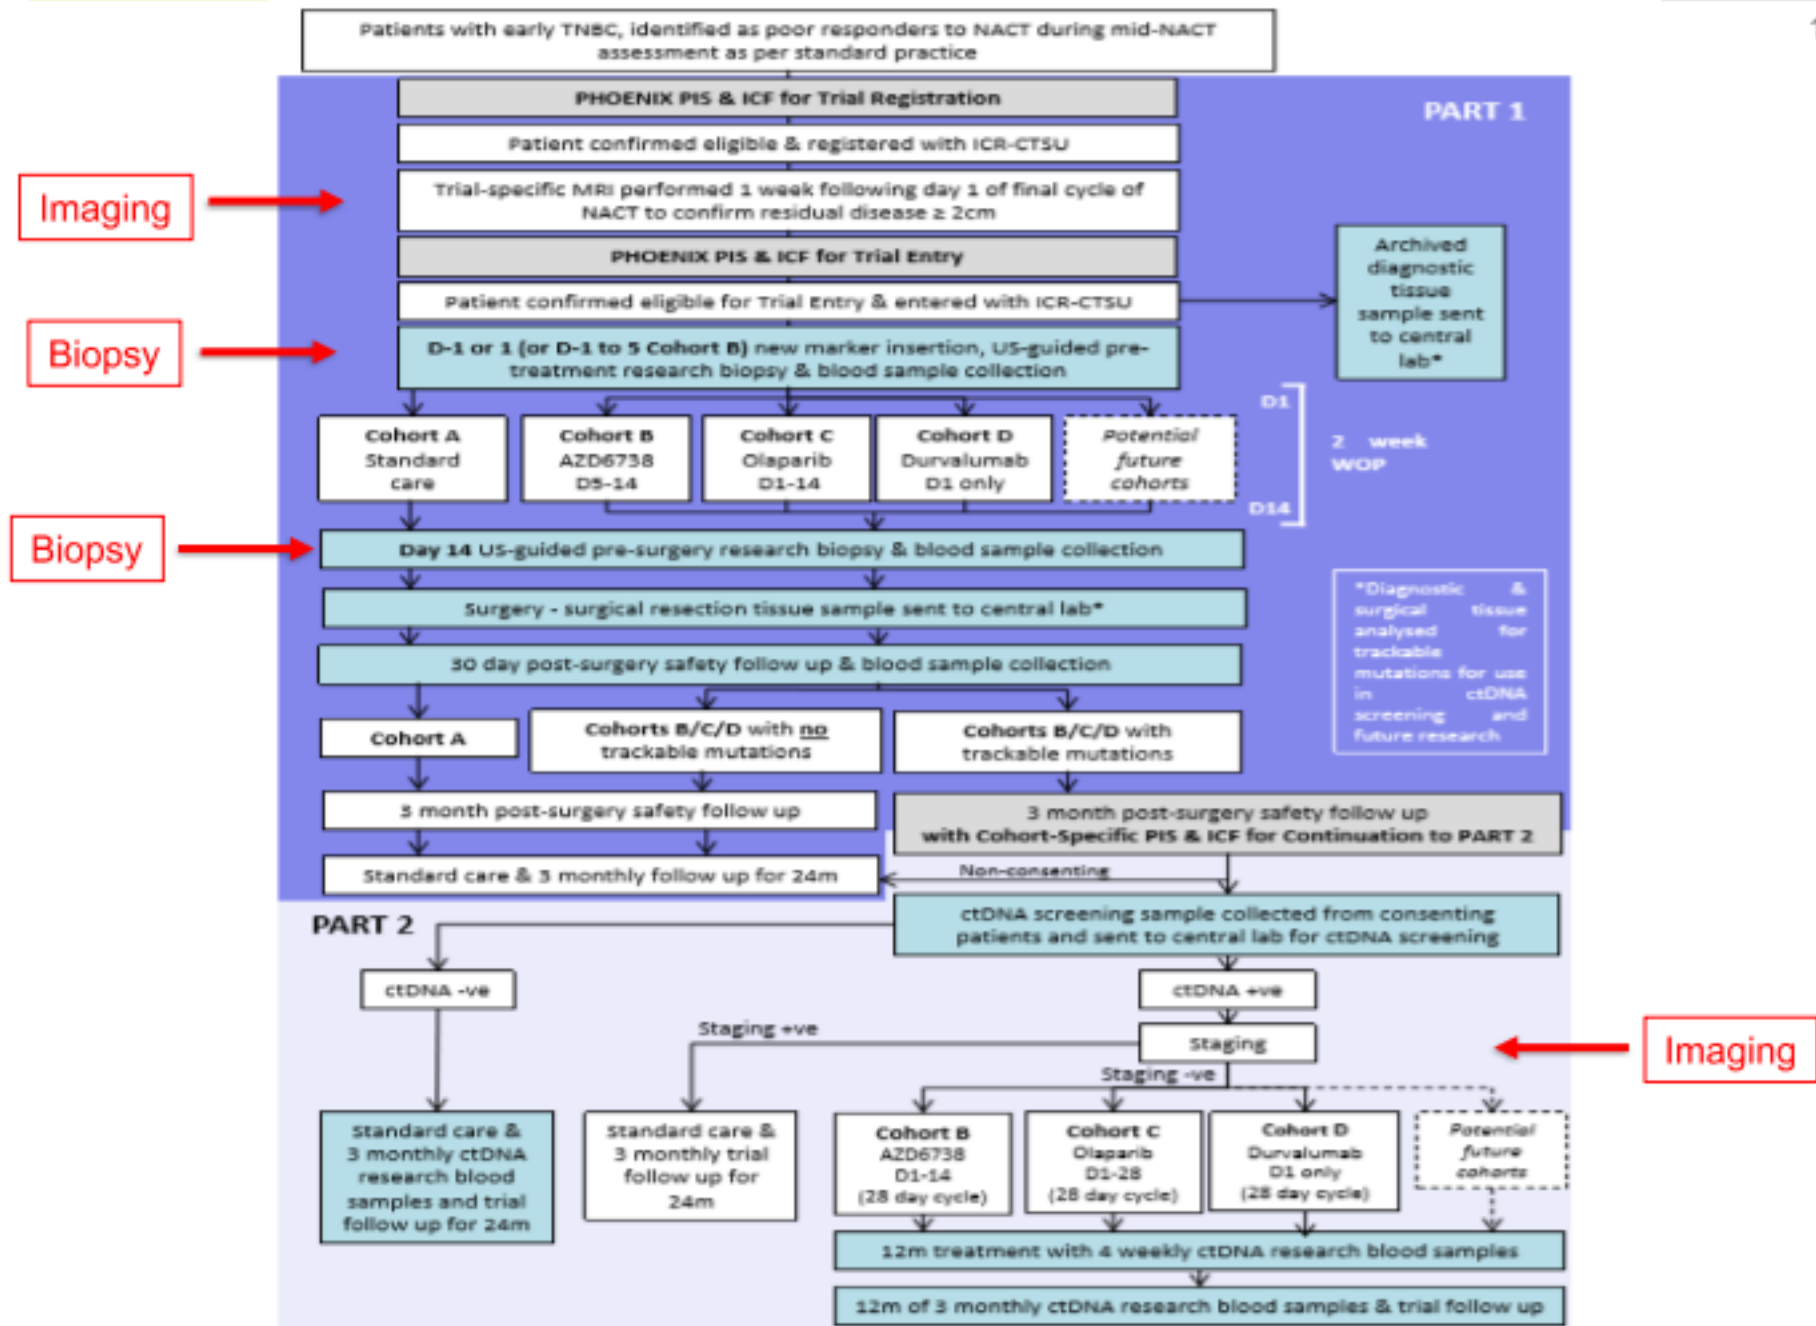 Patients with early TNBC, identified as poor responders to NACT during mid-NACT
assessment as per standard practice
PHOENIX PIS & ICF for Trial Registration
PART 1
Patient confirmed eligible & registered with ICR-CTSU
Imaging
Trial-specific MRI performed 1 week following day 1 of final cycle of
NACT to confirm residual disease ≥ 2cm
PHOENIX PIS & ICF for Trial Entry
Patient confirmed eligible for Trial Entry & entered with ICR-CTSU
Archived
diagnostic
tissue
sample sent
to central
lab*
Biopsy
D-1 or 1 (or D-1 to 5 Cohort B) new marker insertion, US-guided pre-
treatment research biopsy & blood sample collection
Cohort A
Standard
care
Cohort B
AZD6738
D5-14
Cohort C
Olaparib
D1-14
Cohort D
Durvalumab
D1 only
Potential
future
cohorts
D1
2 week
WOP
D14
Biopsy
Day 14 US-guided pre-surgery research biopsy & blood sample collection
Surgery - surgical resection tissue sample sent to central lab*
30 day post-surgery safety follow up & blood sample collection
*Diagnostic &
surgical tissue
analysed for
trackable
mutations for use
in ctDNA
screening and
future research
Cohort A
Cohorts B/C/D with no
trackable mutations
Cohorts B/C/D with
trackable mutations
3 month post-surgery safety follow up
3 month post-surgery safety follow up
with Cohort-Specific PIS & ICF for Continuation to PART 2
Standard care & 3 monthly follow up for 24m
Non-consenting
PART 2
ctDNA screening sample collected from consenting
patients and sent to central lab for ctDNA screening
ctDNA -ve
ctDNA +ve
Staging +ve
Staging
Imaging
Staging -ve
Standard care &
3 monthly ctDNA
research blood
samples and trial
follow up for 24m
Standard care &
3 monthly trial
follow up for
24m
Cohort B
AZD6738
D1-14
(28 day cycle)
Cohort C
Olaparib
D1-28
(28 day cycle)
Cohort D
Durvalumab
D1 only
(28 day cycle)
Potential
future
cohorts
12m treatment with 4 weekly ctDNA research blood samples
12m of 3 monthly ctDNA research blood samples & trial follow up